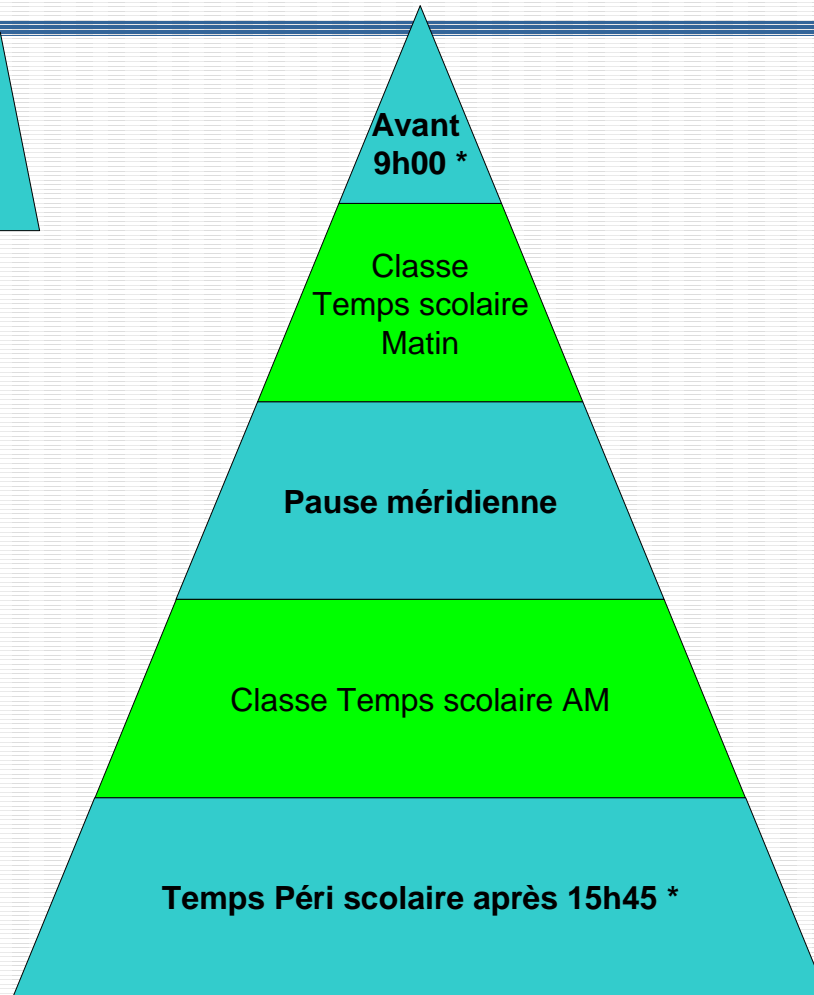 Avant
9h00 *
Classe
Temps scolaire
Matin
Pause méridienne
Classe Temps scolaire AM
Temps Péri scolaire après 15h45 *